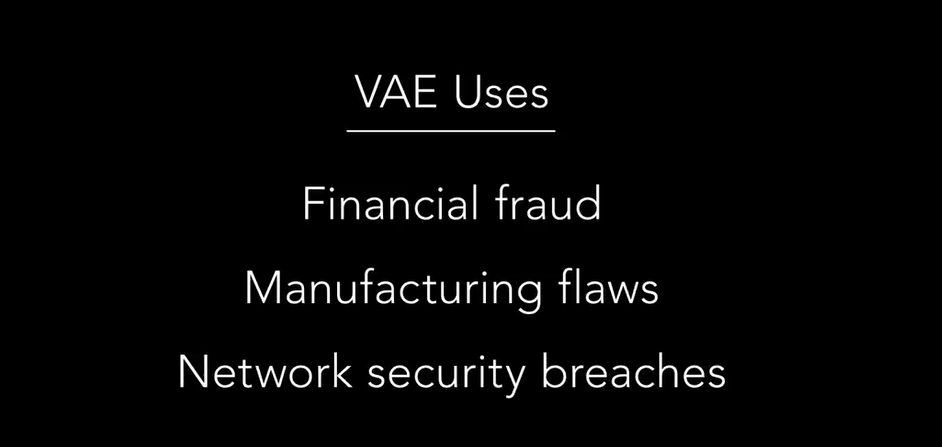 VAE Uses
Financial fraud
Manufacturing flaws
Network security breaches